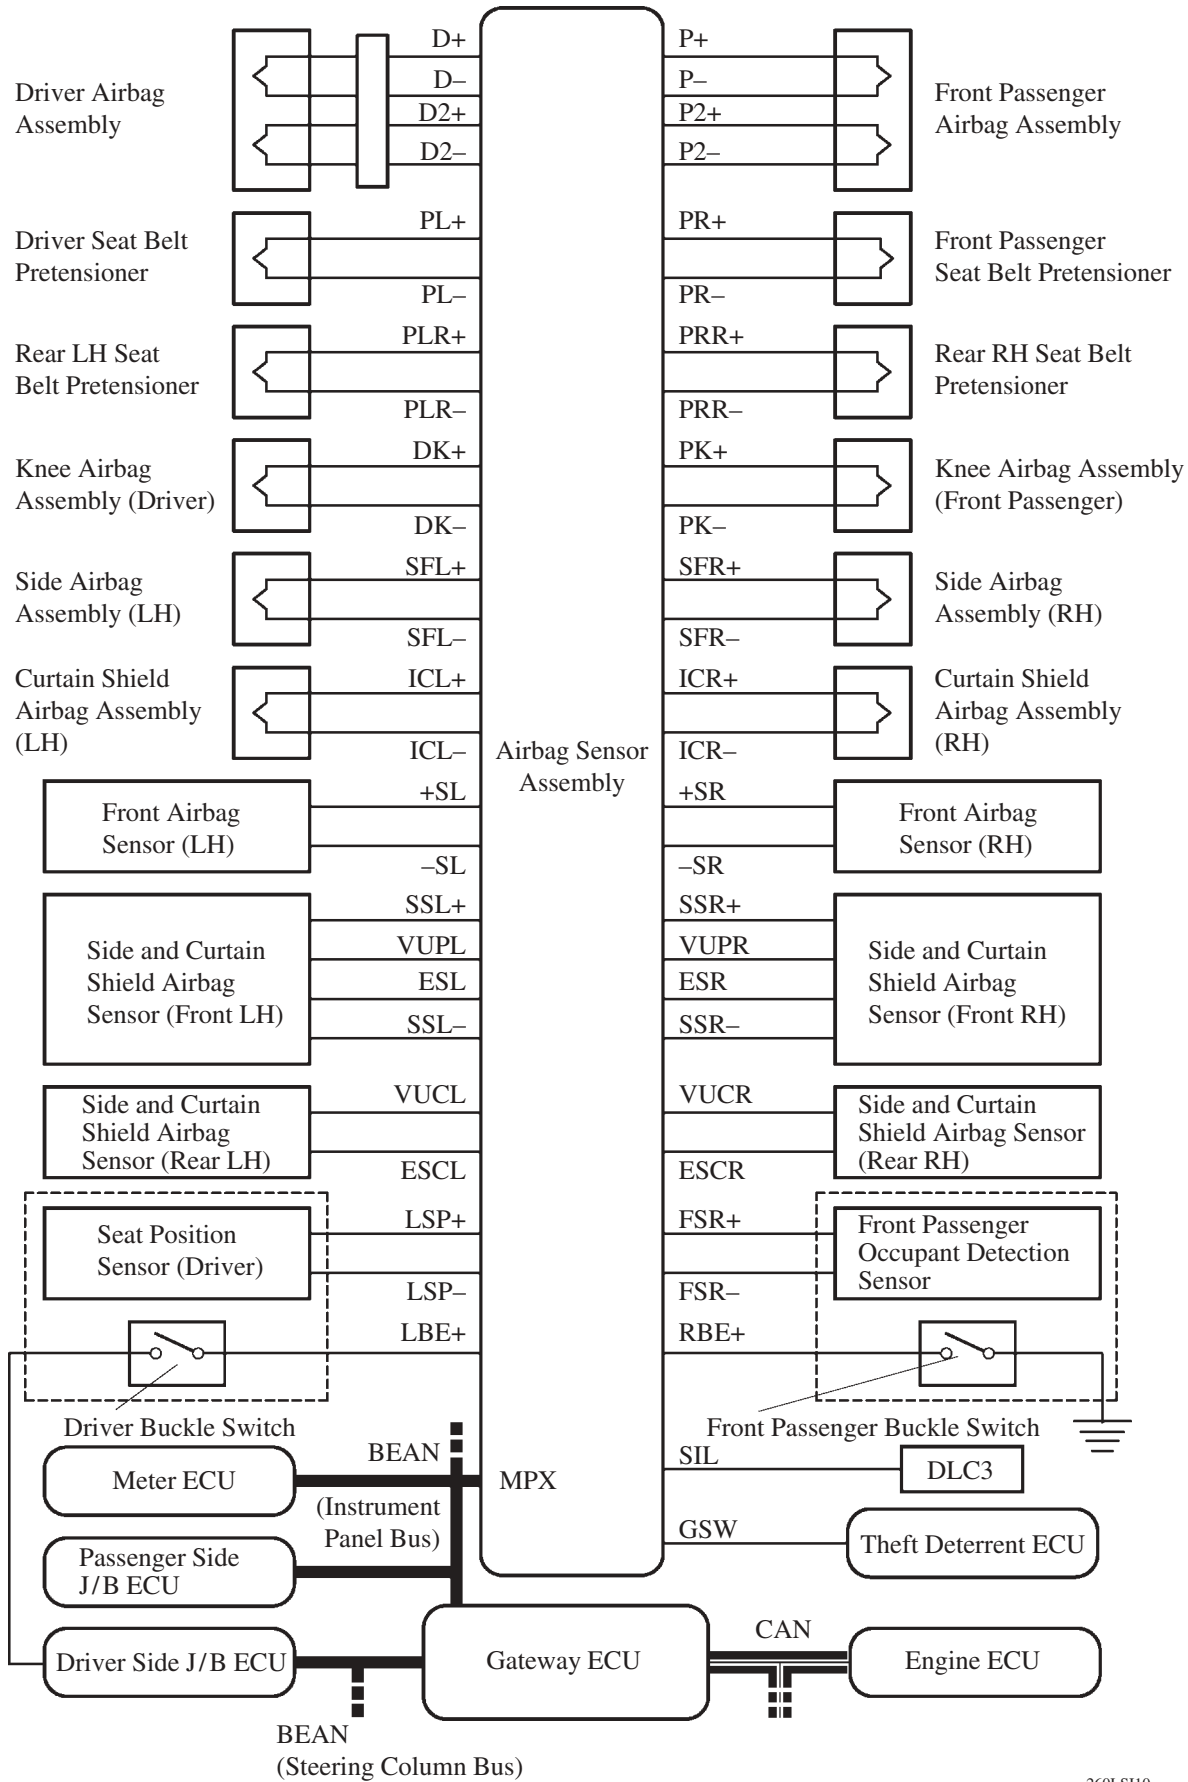 Driver Airbag
Assembly
D+
D–
D2+
D2–
P+
P–
P2+
P2–
Front Passenger
Airbag Assembly
Driver Seat Belt
Pretensioner
PL+
PL–
PR+
PR–
Front Passenger
Seat Belt Pretensioner
Rear LH Seat
Belt Pretensioner
PLR+
PLR–
PRR+
PRR–
Rear RH Seat Belt
Pretensioner
Knee Airbag
Assembly (Driver)
DK+
DK–
PK+
PK–
Knee Airbag Assembly
(Front Passenger)
Side Airbag
Assembly (LH)
SFL+
SFL–
SFR+
SFR–
Side Airbag
Assembly (RH)
Curtain Shield
Airbag Assembly
(LH)
ICL+
ICL–
Airbag Sensor
Assembly
ICR+
ICR–
Curtain Shield
Airbag Assembly
(RH)
Front Airbag
Sensor (LH)
+SL
–SL
+SR
–SR
Front Airbag
Sensor (RH)
Side and Curtain
Shield Airbag
Sensor (Front LH)
SSL+
VUPL
ESL
SSL–
SSR+
VUPR
ESR
SSR–
Side and Curtain
Shield Airbag
Sensor (Front RH)
Side and Curtain
Shield Airbag
Sensor (Rear LH)
VUCL
ESCL
VUCR
ESCR
Side and Curtain
Shield Airbag Sensor
(Rear RH)
Seat Position
Sensor (Driver)
LSP+
LSP–
LBE+
FSR+
FSR–
RBE+
Front Passenger
Occupant Detection
Sensor
Driver Buckle Switch
Front Passenger Buckle Switch
Meter ECU
BEAN
(Instrument
Panel Bus)
MPX
SIL
DLC3
GSW
Theft Deterrent ECU
Passenger Side
J/B ECU
Driver Side J/B ECU
Gateway ECU
CAN
Engine ECU
BEAN
(Steering Column Bus)